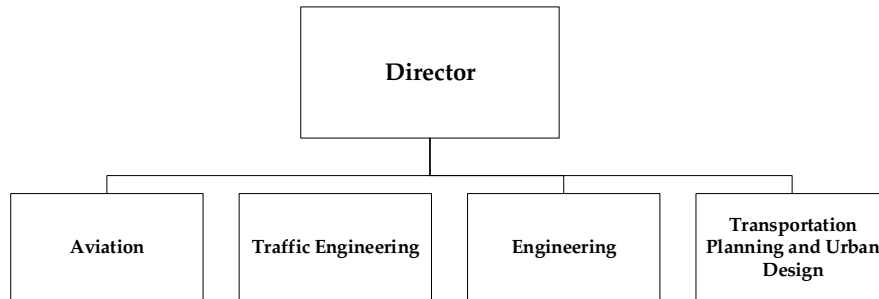 Director
Aviation
Traffic Engineering
Engineering
Transportation
Planning and Urban
Design